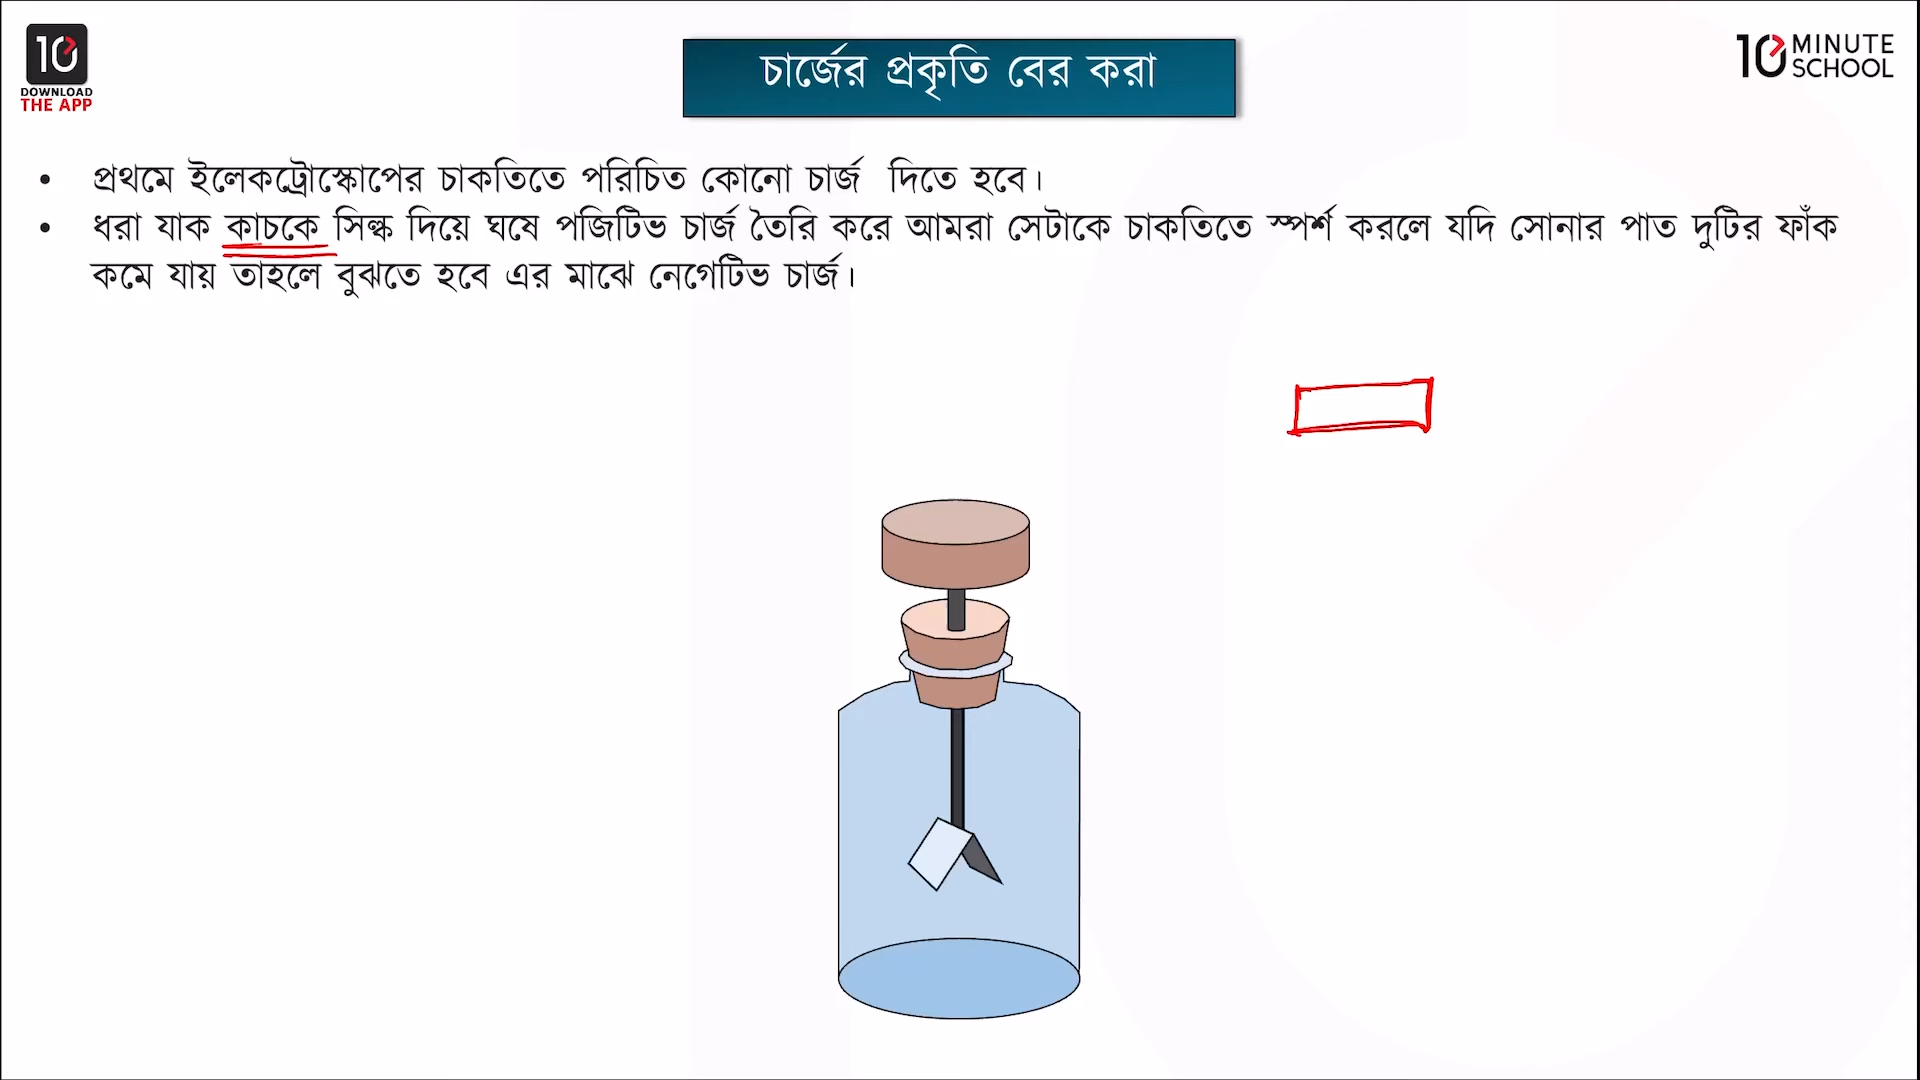 10
DOWNLOAD
THE APP
চার্জের প্রকৃতি বের করা
10 MINUTE
SCHOOL
• প্রথমে ইলেকট্রোস্কোপের চাকতিতে পরিচিত কোনো চার্জ দিতে হবে।
• ধরা যাক কাচকে সিল্ক দিয়ে ঘষে পজিটিভ চার্জ তৈরি করে আমরা সেটাকে চাকতিতে স্পর্শ করলে যদি সোনার পাত দুটির ফাঁক
কমে যায় তাহলে বুঝতে হবে এর মাঝে নেগেটিভ চার্জ।